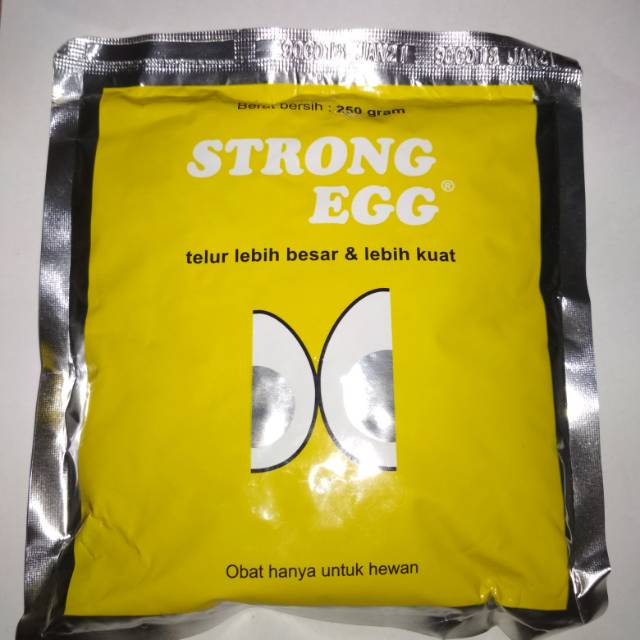 Berat bersih : 250 gram
STRONG
EGG®
telur lebih besar & lebih kuat
Obat hanya untuk hewan